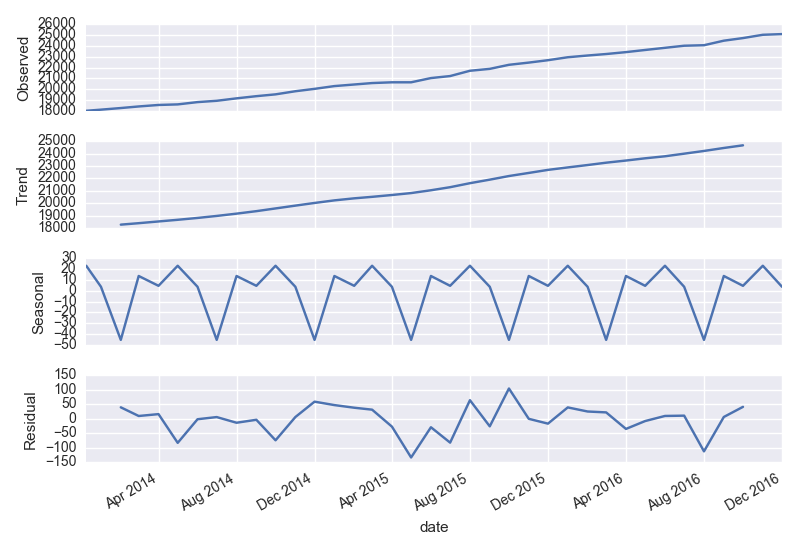 Observed
26000
25000
24000
23000
22000
21000
20000
19000
18000
Trend
25000
24000
23000
22000
21000
20000
19000
18000
Seasonal
30
20
10
0
−10
−20
−30
−40
−50
Residual
150
100
50
0
−50
−100
−150
Apr 2014
Aug 2014
Dec 2014
Apr 2015
Aug 2015
Dec 2015
Apr 2016
Aug 2016
Dec 2016
date